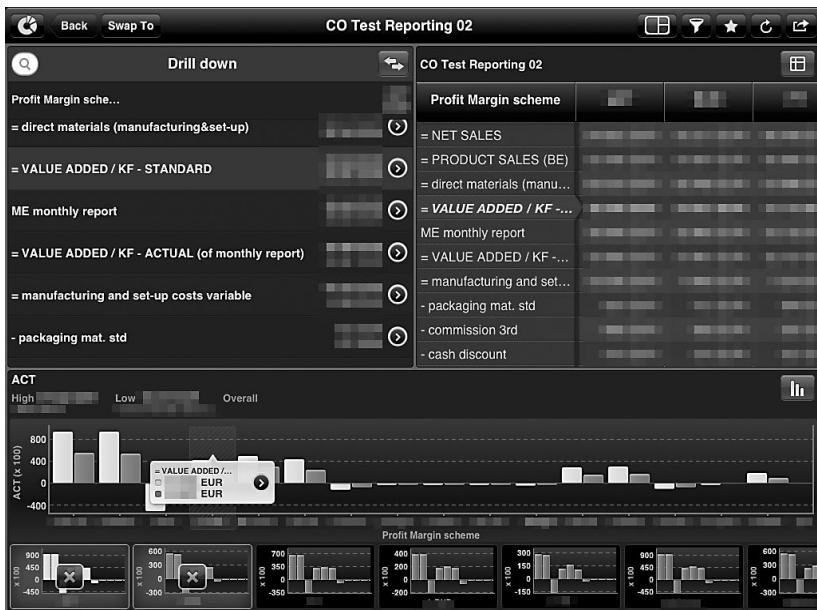 Back Swap To CO Test Reporting 02
Drill down
Profit Margin sche...
= direct materials (manufacturing&set-up)
= VALUE ADDED / KF - STANDARD
ME monthly report
= VALUE ADDED / KF - ACTUAL (of monthly report)
= manufacturing and set-up costs variable
- packaging mat. std
CO Test Reporting 02
Profit Margin scheme
= NET SALES
= PRODUCT SALES (BE)
= direct materials (manu...
= VALUE ADDED / KF -...
ME monthly report
= VALUE ADDED / KF -...
= manufacturing and set...
- packaging mat. std
- commission 3rd
- cash discount
ACT
High Low Overall
ACT (x 100)
800
400
0
-400
= VALUE ADDED /...
EUR
EUR
Profit Margin scheme
x 100
900
450
0
-450
x 100
600
300
0
-300
x 100
700
350
0
-350
x 100
400
200
0
-200
x 100
300
150
0
-150
x 100
900
450
0
-450
x 100
600
300
0
-300